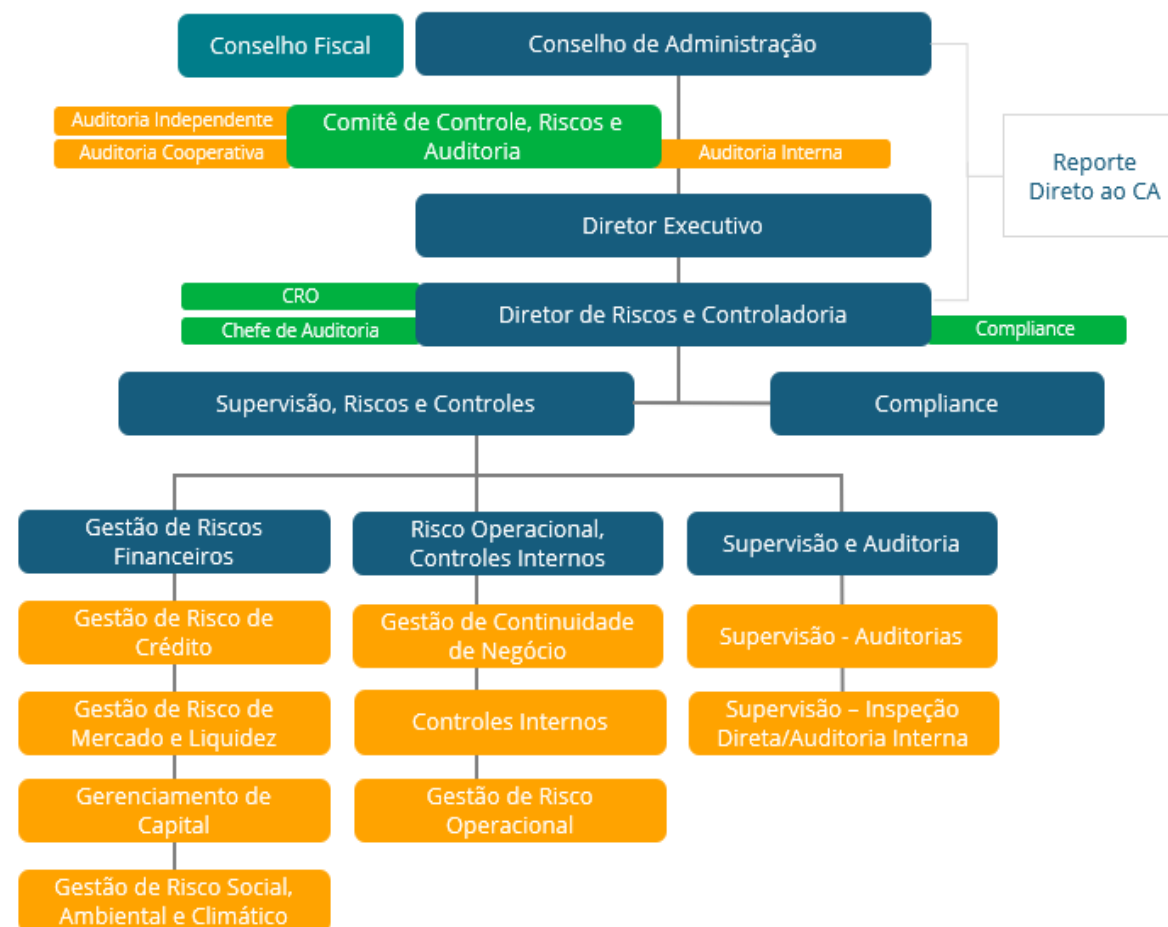 Conselho Fiscal
Conselho de Administração
Auditoria Independente
Auditoria Cooperativa
Comitê de Controle, Riscos e
Auditoria
Auditoria Interna
Reporte
Direto ao CA
Diretor Executivo
CRO
Chefe de Auditoria
Diretor de Riscos e Controladoria
Compliance
Supervisão, Riscos e Controles
Compliance
Gestão de Riscos
Financeiros
Risco Operacional,
Controles Internos
Supervisão e Auditoria
Gestão de Risco de
Crédito
Gestão de Continuidade
de Negócio
Supervisão - Auditorias
Gestão de Risco de
Mercado e Liquidez
Controles Internos
Supervisão – Inspeção
Direta/Auditoria Interna
Gerenciamento de
Capital
Gestão de Risco
Operacional
Gestão de Risco Social,
Ambiental e Climático